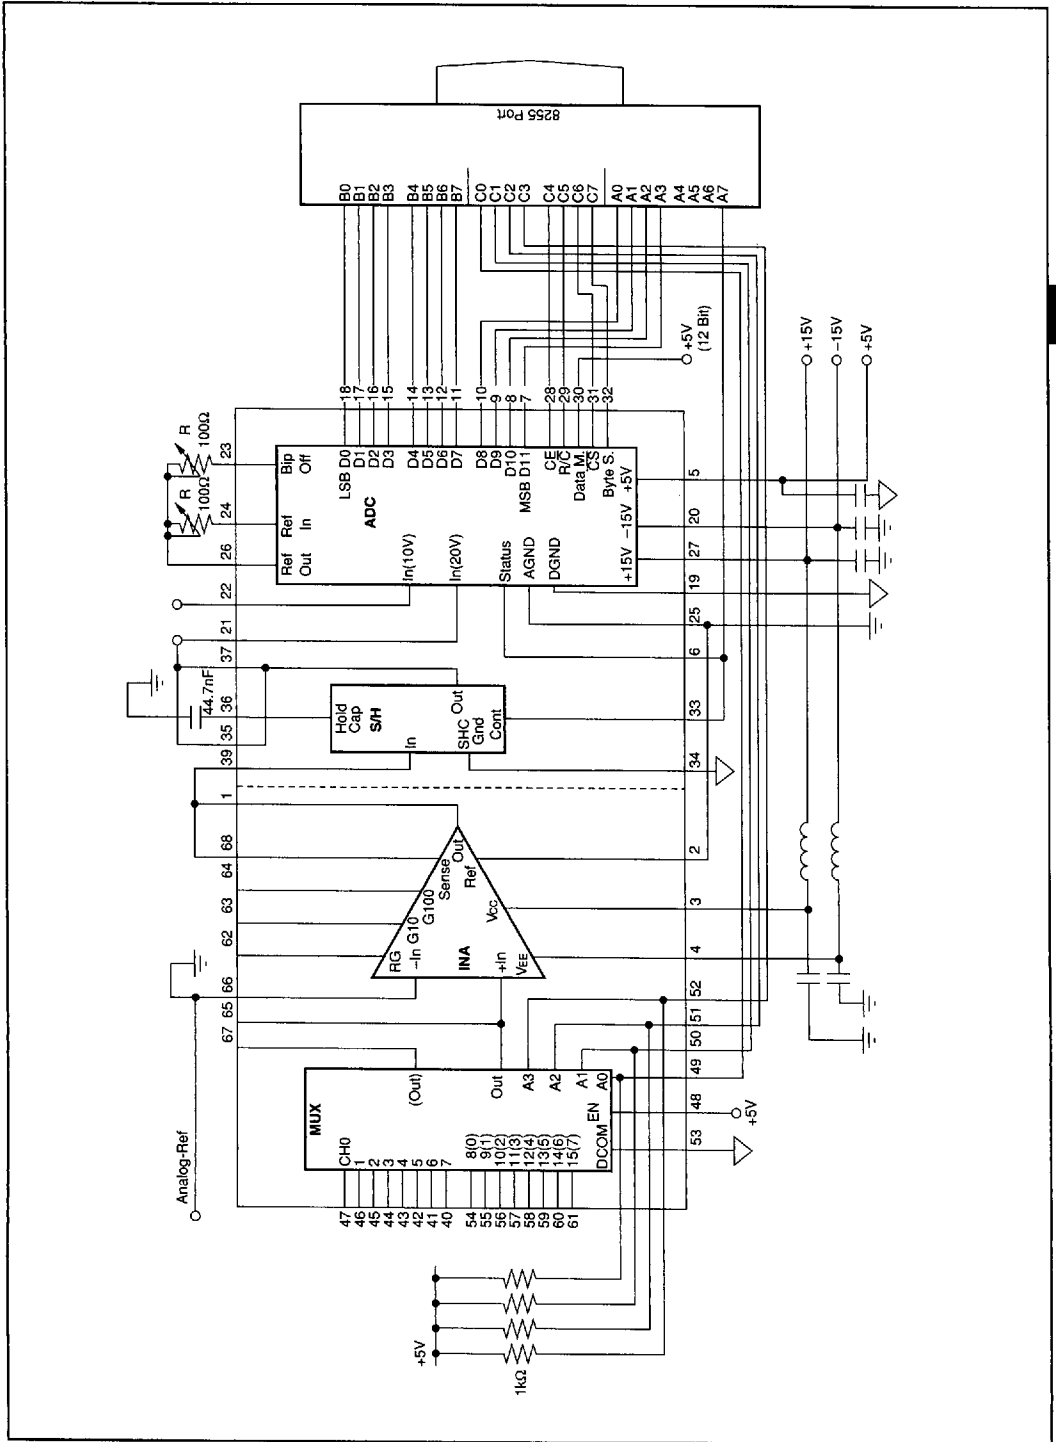 8255 Port
B0
B1
B2
B3
B4
B5
B6
B7
C0
C1
C2
C3
C4
C5
C6
C7
A0
A1
A2
A3
A4
A5
A6
A7
+5V
(12 Bit)
+15V
−15V
+5V
18
17
16
15
14
13
12
11
10
9
8
7
28
29
30
31
32
R
100Ω
R
100Ω
23
24
26
22
21
37
36
35
39
1
68
64
63
62
66
65
67
44.7nF
Bip
Off
Ref
In
Ref
Out
ADC
LSB D0
D1
D2
D3
D4
D5
D6
D7
D8
D9
D10
MSB D11
CE
R/C
Data M.
CS
Byte S.
+5V
−15V
+15V
In(10V)
In(20V)
Status
AGND
DGND
5
20
27
19
25
6
33
34
2
3
4
52
51
50
49
48
53
Hold
Cap
S/H
In
Out
SHC
Gnd
Cont
Sense
Out
Ref
G100
G10
RG
−In
INA
+In
VCC
VEE
MUX
(Out)
Out
A3
A2
A1
A0
EN
DCOM
CH0
1
2
3
4
5
6
7
8(0)
9(1)
10(2)
11(3)
12(4)
13(5)
14(6)
15(7)
47
46
45
44
43
42
41
40
54
55
56
57
58
59
60
61
+5V
Analog-Ref
+5V
1kΩ